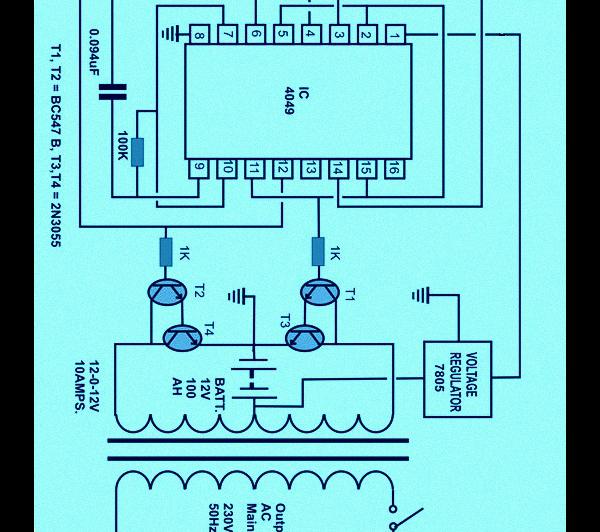 T1, T2 = BC547 B, T3,T4 = 2N3055
0.094uF
100K
IC
4049
8
7
6
5
4
3
2
1
9
10
11
12
13
14
15
16
1K
1K
T2
T1
T4
T3
VOLTAGE
REGULATOR
7805
BATT.
12V
100
AH
12-0-12V
10AMPS.
AC
230V
50Hz